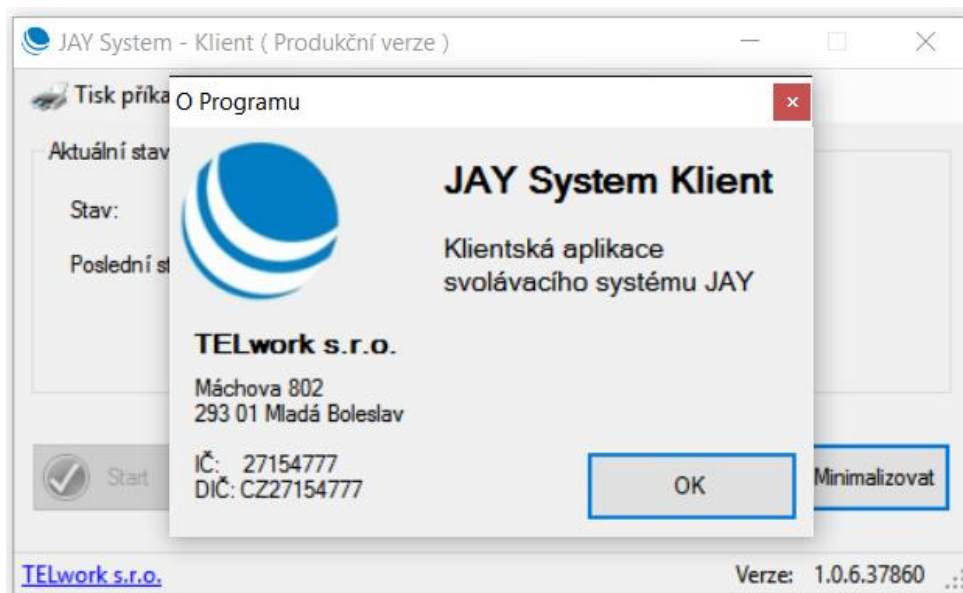 JAY System - Klient ( Produkční verze )
Tisk příka
O Programu
Aktuální stav
JAY System Klient
Stav:
Klientská aplikace
svolávacího systému JAY
Poslední st
TELwork s.r.o.
Máchova 802
293 01 Mladá Boleslav
IČ: 27154777
DIČ: CZ27154777
Start
OK
Minimalizovat
TELwork s.r.o.
Verze: 1.0.6.37860